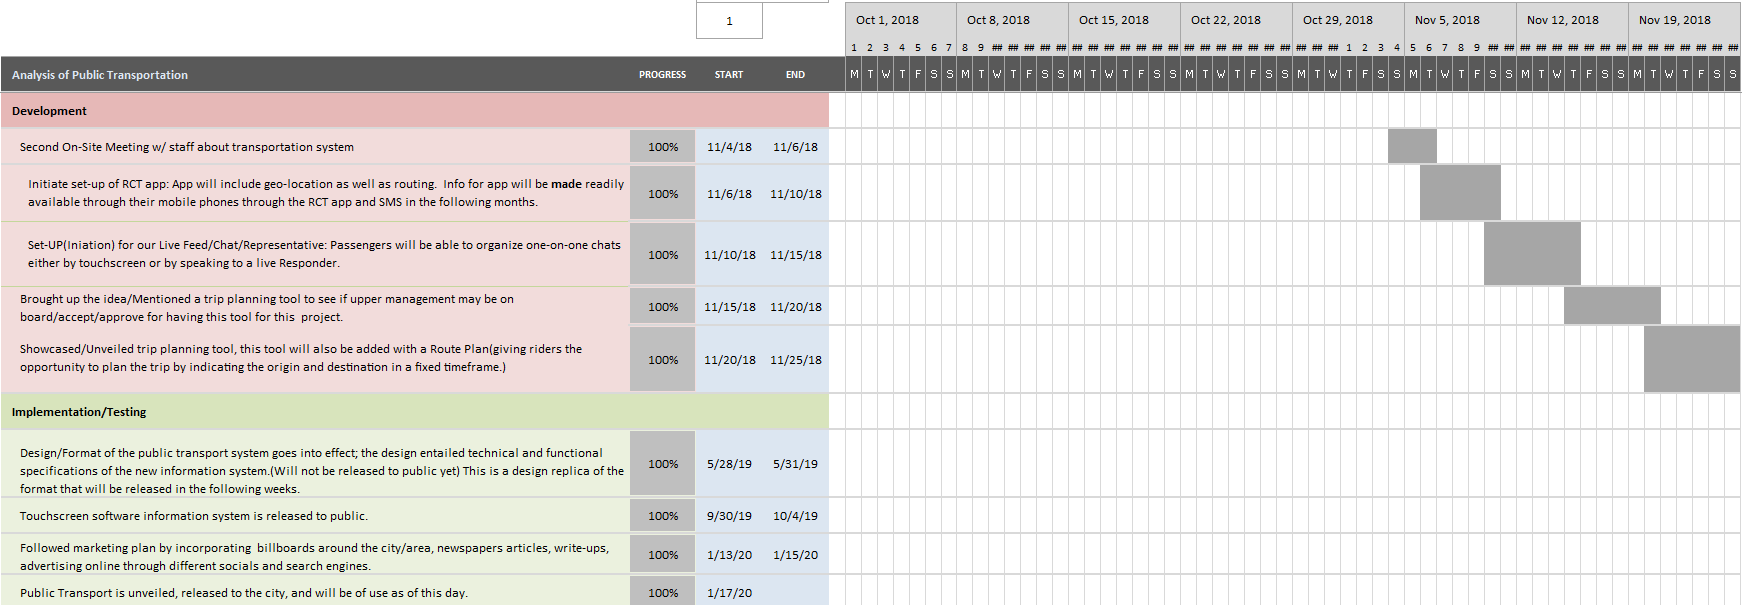 1
Oct 1, 2018 Oct 8, 2018 Oct 15, 2018 Oct 22, 2018 Oct 29, 2018 Nov 5, 2018 Nov 12, 2018 Nov 19, 2018
1 2 3 4 5 6 7 8 9 ## ## ## ## ## ## ## ## ## ## ## ## ## ## ## ## ## ## ## ## ## ## 1 2 3 4 5 6 7 8 9 ## ## ## ## ## ## ## ## ## ## ## ## ## ## ## ##
Analysis of Public Transportation PROGRESS START END M T W T F S S M T W T F S S M T W T F S S M T W T F S S M T W T F S S M T W T F S S M T W T F S S M T W T F S S
Development
Second On-Site Meeting w/ staff about transportation system 100% 11/4/18 11/6/18
Initiate set-up of RCT app: App will include geo-location as well as routing. Info for app will be made readily
available through their mobile phones through the RCT app and SMS in the following months.
100% 11/6/18 11/10/18
Set-UP(Iniation) for our Live Feed/Chat/Representative: Passengers will be able to organize one-on-one chats
either by touchscreen or by speaking to a live Responder.
100% 11/10/18 11/15/18
Brought up the idea/Mentioned a trip planning tool to see if upper management may be on
board/accept/approve for having this tool for this project.
100% 11/15/18 11/20/18
Showcased/Unveiled trip planning tool, this tool will also be added with a Route Plan(giving riders the
opportunity to plan the trip by indicating the origin and destination in a fixed timeframe.)
100% 11/20/18 11/25/18
Implementation/Testing
Design/Format of the public transport system goes into effect; the design entailed technical and functional
specifications of the new information system.(Will not be released to public yet) This is a design replica of the
format that will be released in the following weeks.
100% 5/28/19 5/31/19
Touchscreen software information system is released to public. 100% 9/30/19 10/4/19
Followed marketing plan by incorporating billboards around the city/area, newspapers articles, write-ups,
advertising online through different socials and search engines.
100% 1/13/20 1/15/20
Public Transport is unveiled, released to the city, and will be of use as of this day. 100% 1/17/20